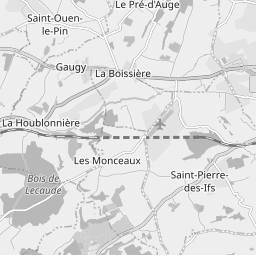 Le Pré-d'Auge
Saint-Ouen-
le-Pin
Gaugy
La Boissière
La Houblonnière
Les Monceaux
Bois de
Lecaude
Saint-Pierre-
des-Ifs